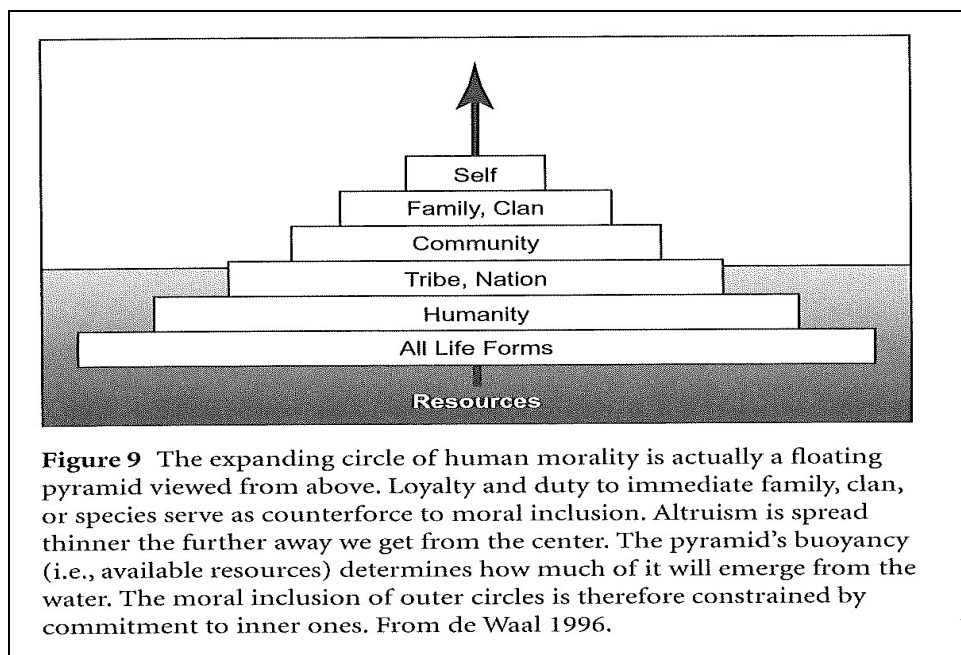 Self
Family, Clan
Community
Tribe, Nation
Humanity
All Life Forms
Resources
Figure 9 The expanding circle of human morality is actually a floating
pyramid viewed from above. Loyalty and duty to immediate family, clan,
or species serve as counterforce to moral inclusion. Altruism is spread
thinner the further away we get from the center. The pyramid's buoyancy
(i.e., available resources) determines how much of it will emerge from the
water. The moral inclusion of outer circles is therefore constrained by
commitment to inner ones. From de Waal 1996.